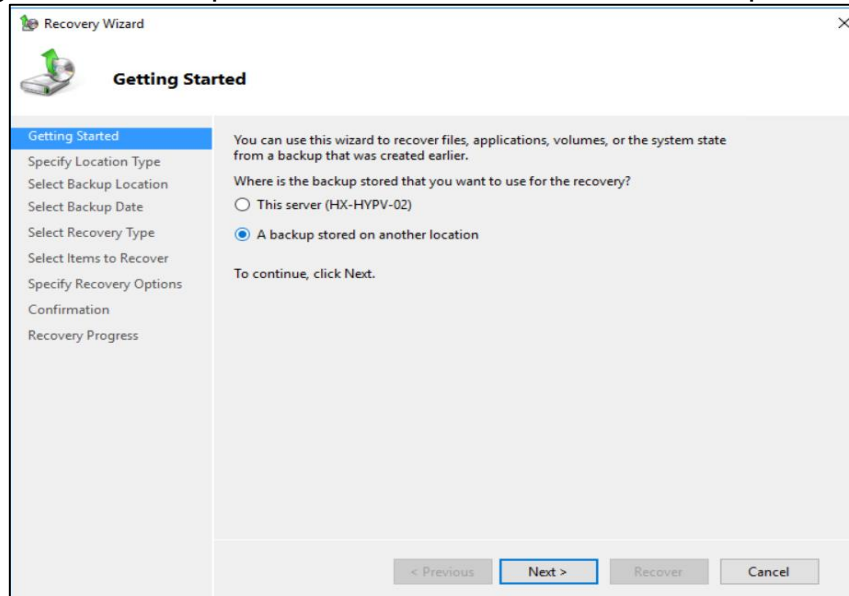 Recovery Wizard
Getting Started
Getting Started
Specify Location Type
Select Backup Location
Select Backup Date
Select Recovery Type
Select Items to Recover
Specify Recovery Options
Confirmation
Recovery Progress
You can use this wizard to recover files, applications, volumes, or the system state
from a backup that was created earlier.
Where is the backup stored that you want to use for the recovery?
This server (HX-HYPV-02)
A backup stored on another location
To continue, click Next.
< Previous
Next >
Recover
Cancel